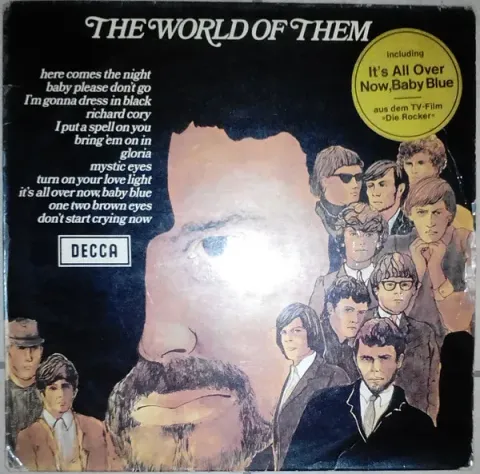 THE WORLD OF THEM
including
It's All Over
Now,Baby Blue
aus dem TV-Film
»Die Rocker«
here comes the night
baby please don't go
I'm gonna dress in black
richard cory
I put a spell on you
bring 'em on in
gloria
mystic eyes
turn on your love light
it's all over now, baby blue
one two brown eyes
don't start crying now
DECCA